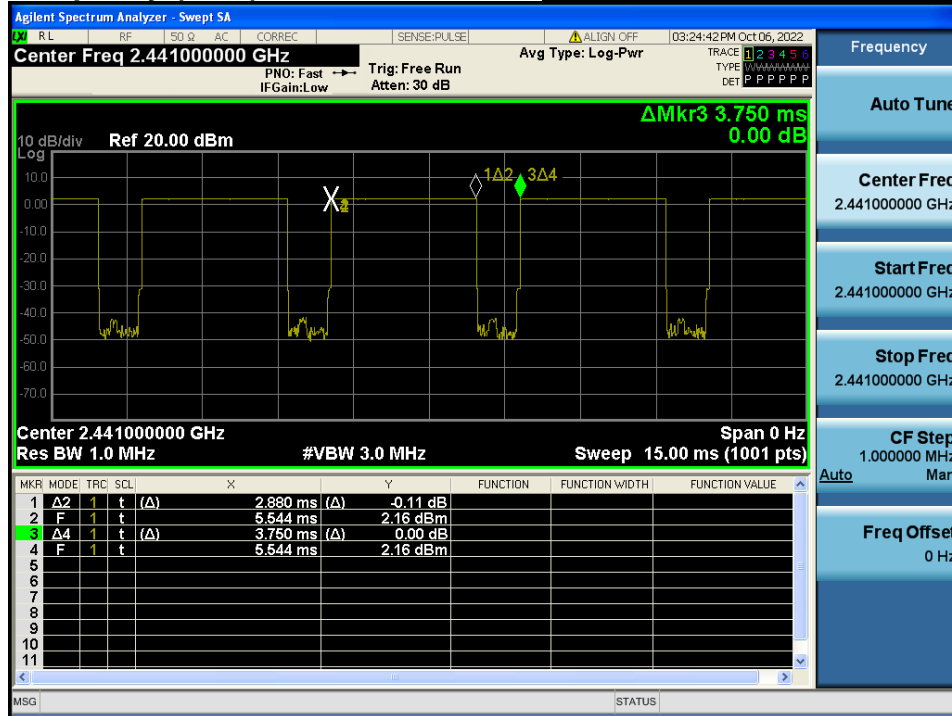 Agilent Spectrum Analyzer - Swept SA
LXI RL RF 50 Ω AC CORREC SENSE:PULSE ALIGN OFF 03:24:42 PM Oct 06, 2022
Center Freq 2.441000000 GHz
PNO: Fast
IFGain:Low
Trig: Free Run
Atten: 30 dB
Avg Type: Log-Pwr
TRACE 1 2 3 4 5 6
TYPE WWWWWW
DET P P P P P P
ΔMkr3 3.750 ms
0.00 dB
10 dB/div Ref 20.00 dBm
Log
10.0
0.00
-10.0
-20.0
-30.0
-40.0
-50.0
-60.0
-70.0
X
1Δ2 3Δ4
Center 2.441000000 GHz Span 0 Hz
Res BW 1.0 MHz #VBW 3.0 MHz Sweep 15.00 ms (1001 pts)
MKR MODE TRC SCL X Y FUNCTION FUNCTION WIDTH FUNCTION VALUE
1 Δ2 1 t (Δ) 2.880 ms (Δ) -0.11 dB
2 F 1 t 5.544 ms 2.16 dBm
3 Δ4 1 t (Δ) 3.750 ms (Δ) 0.00 dB
4 F 1 t 5.544 ms 2.16 dBm
5
6
7
8
9
10
11
MSG STATUS
Frequency
Auto Tune
Center Freq
2.441000000 GHz
Start Freq
2.441000000 GHz
Stop Freq
2.441000000 GHz
CF Step
1.000000 MHz
Auto Man
Freq Offset
0 Hz